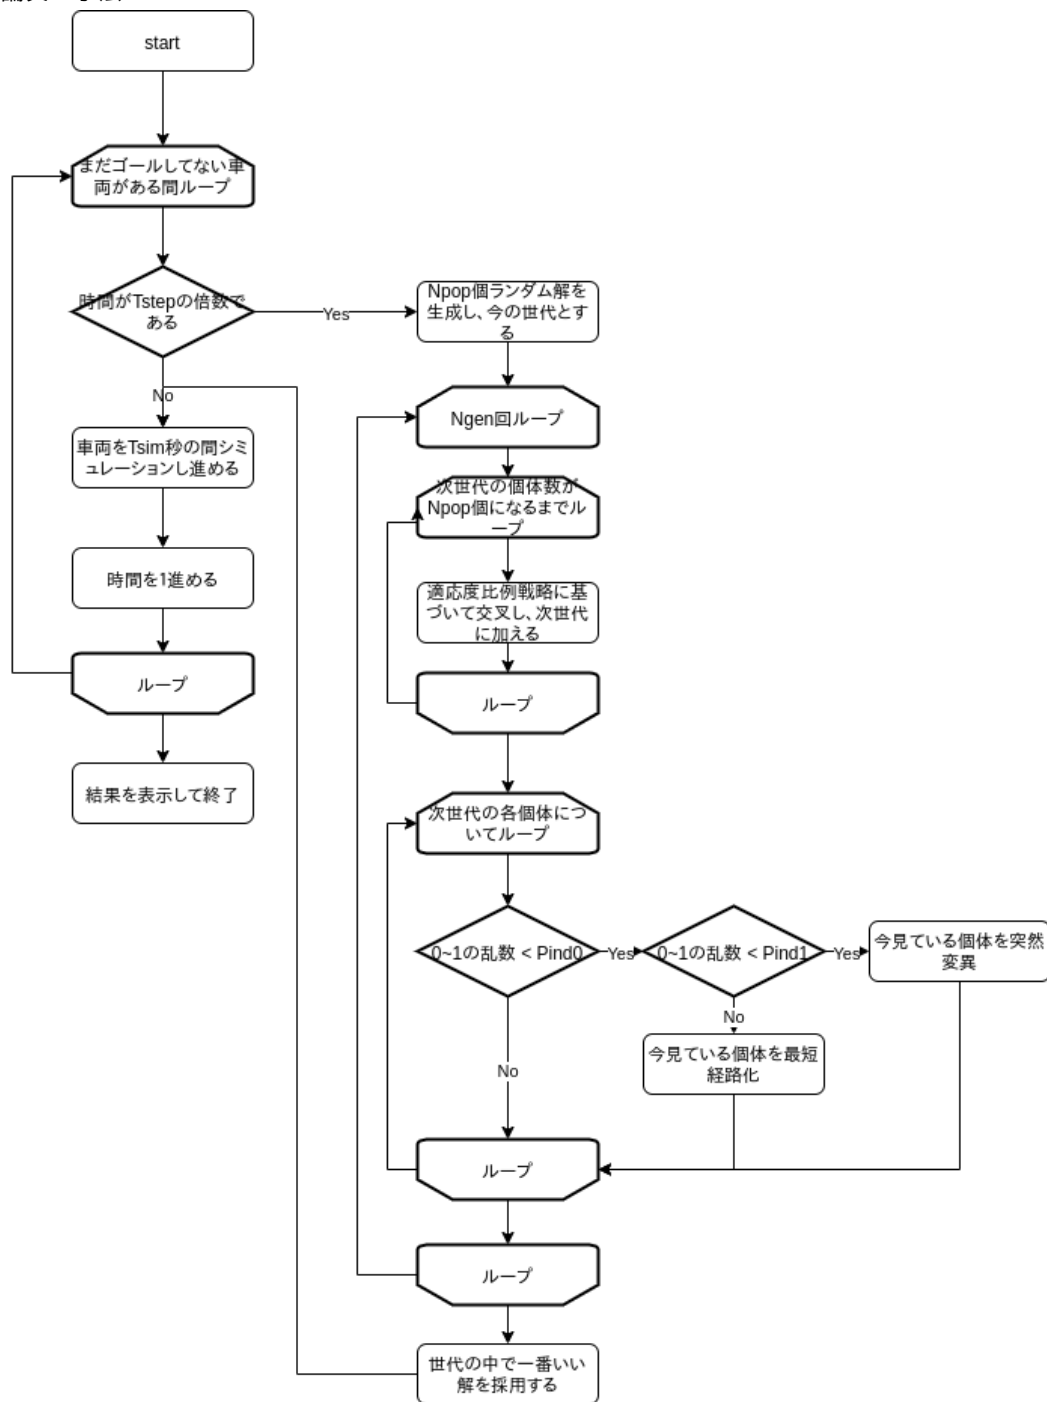 start
まだゴールしてない車
両がある間ループ
時間がTstepの倍数で
ある
Yes
No
車両をTsim秒の間シミ
ュレーションし進める
時間を1進める
ループ
結果を表示して終了
Npop個ランダム解を
生成し、今の世代とす
る
Ngen回ループ
次世代の個体数が
Npop個になるまでル
ープ
適応度比例戦略に基
づいて交叉し、次世代
に加える
ループ
次世代の各個体につ
いてループ
0~1の乱数 < Pind0
Yes
0~1の乱数 < Pind1
Yes
今見ている個体を突然
変異
No
今見ている個体を最短
経路化
No
ループ
ループ
世代の中で一番いい
解を採用する